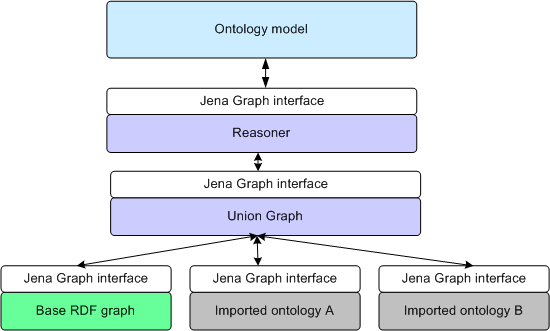 Ontology model
Jena Graph interface
Reasoner
Jena Graph interface
Union Graph
Jena Graph interface
Jena Graph interface
Jena Graph interface
Base RDF graph
Imported ontology A
Imported ontology B